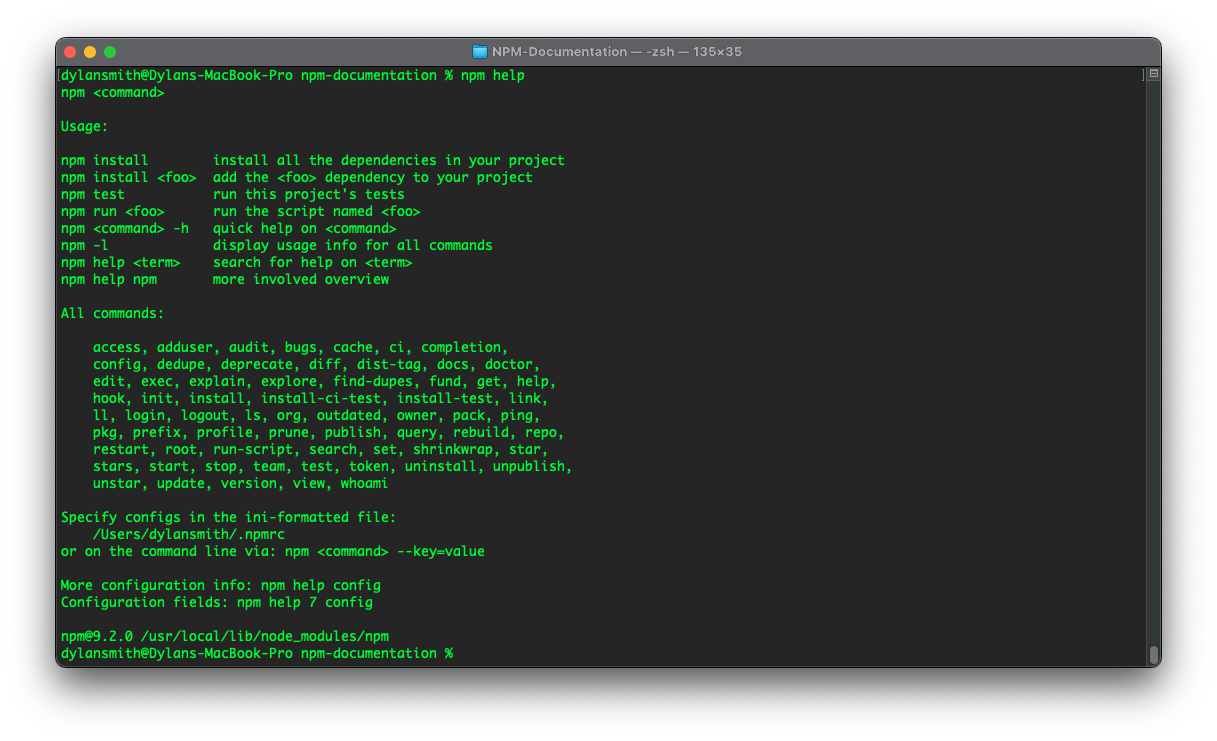 NPM-Documentation — -zsh — 135×35
[dylansmith@Dylans-MacBook-Pro npm-documentation % npm help ]
npm <command>
Usage:
npm install        install all the dependencies in your project
npm install <foo>  add the <foo> dependency to your project
npm test           run this project's tests
npm run <foo>      run the script named <foo>
npm <command> -h   quick help on <command>
npm -l             display usage info for all commands
npm help <term>    search for help on <term>
npm help npm       more involved overview
All commands:
    access, adduser, audit, bugs, cache, ci, completion,
    config, dedupe, deprecate, diff, dist-tag, docs, doctor,
    edit, exec, explain, explore, find-dupes, fund, get, help,
    hook, init, install, install-ci-test, install-test, link,
    ll, login, logout, ls, org, outdated, owner, pack, ping,
    pkg, prefix, profile, prune, publish, query, rebuild, repo,
    restart, root, run-script, search, set, shrinkwrap, star,
    stars, start, stop, team, test, token, uninstall, unpublish,
    unstar, update, version, view, whoami
Specify configs in the ini-formatted file:
    /Users/dylansmith/.npmrc
or on the command line via: npm <command> --key=value
More configuration info: npm help config
Configuration fields: npm help 7 config
npm@9.2.0 /usr/local/lib/node_modules/npm
dylansmith@Dylans-MacBook-Pro npm-documentation %